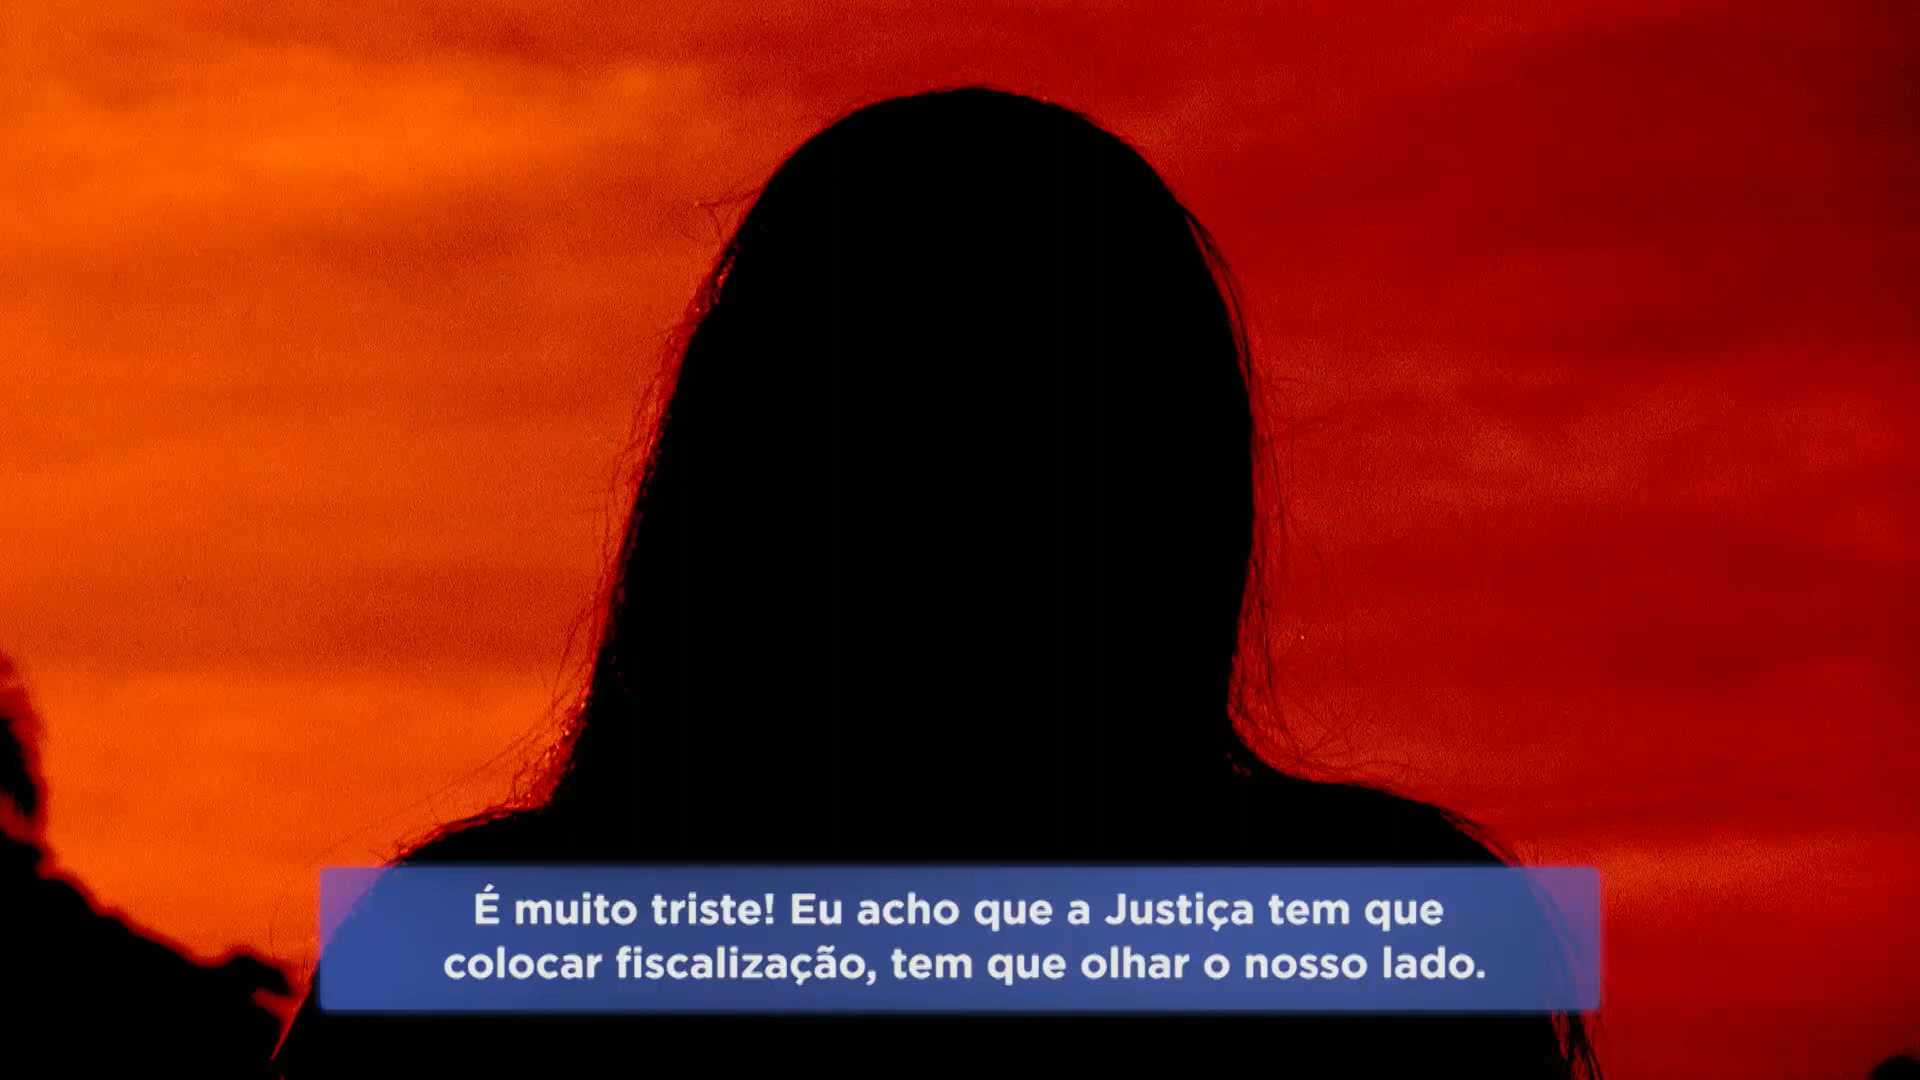 É muito triste! Eu acho que a Justiça tem que
colocar fiscalização, tem que olhar o nosso lado.